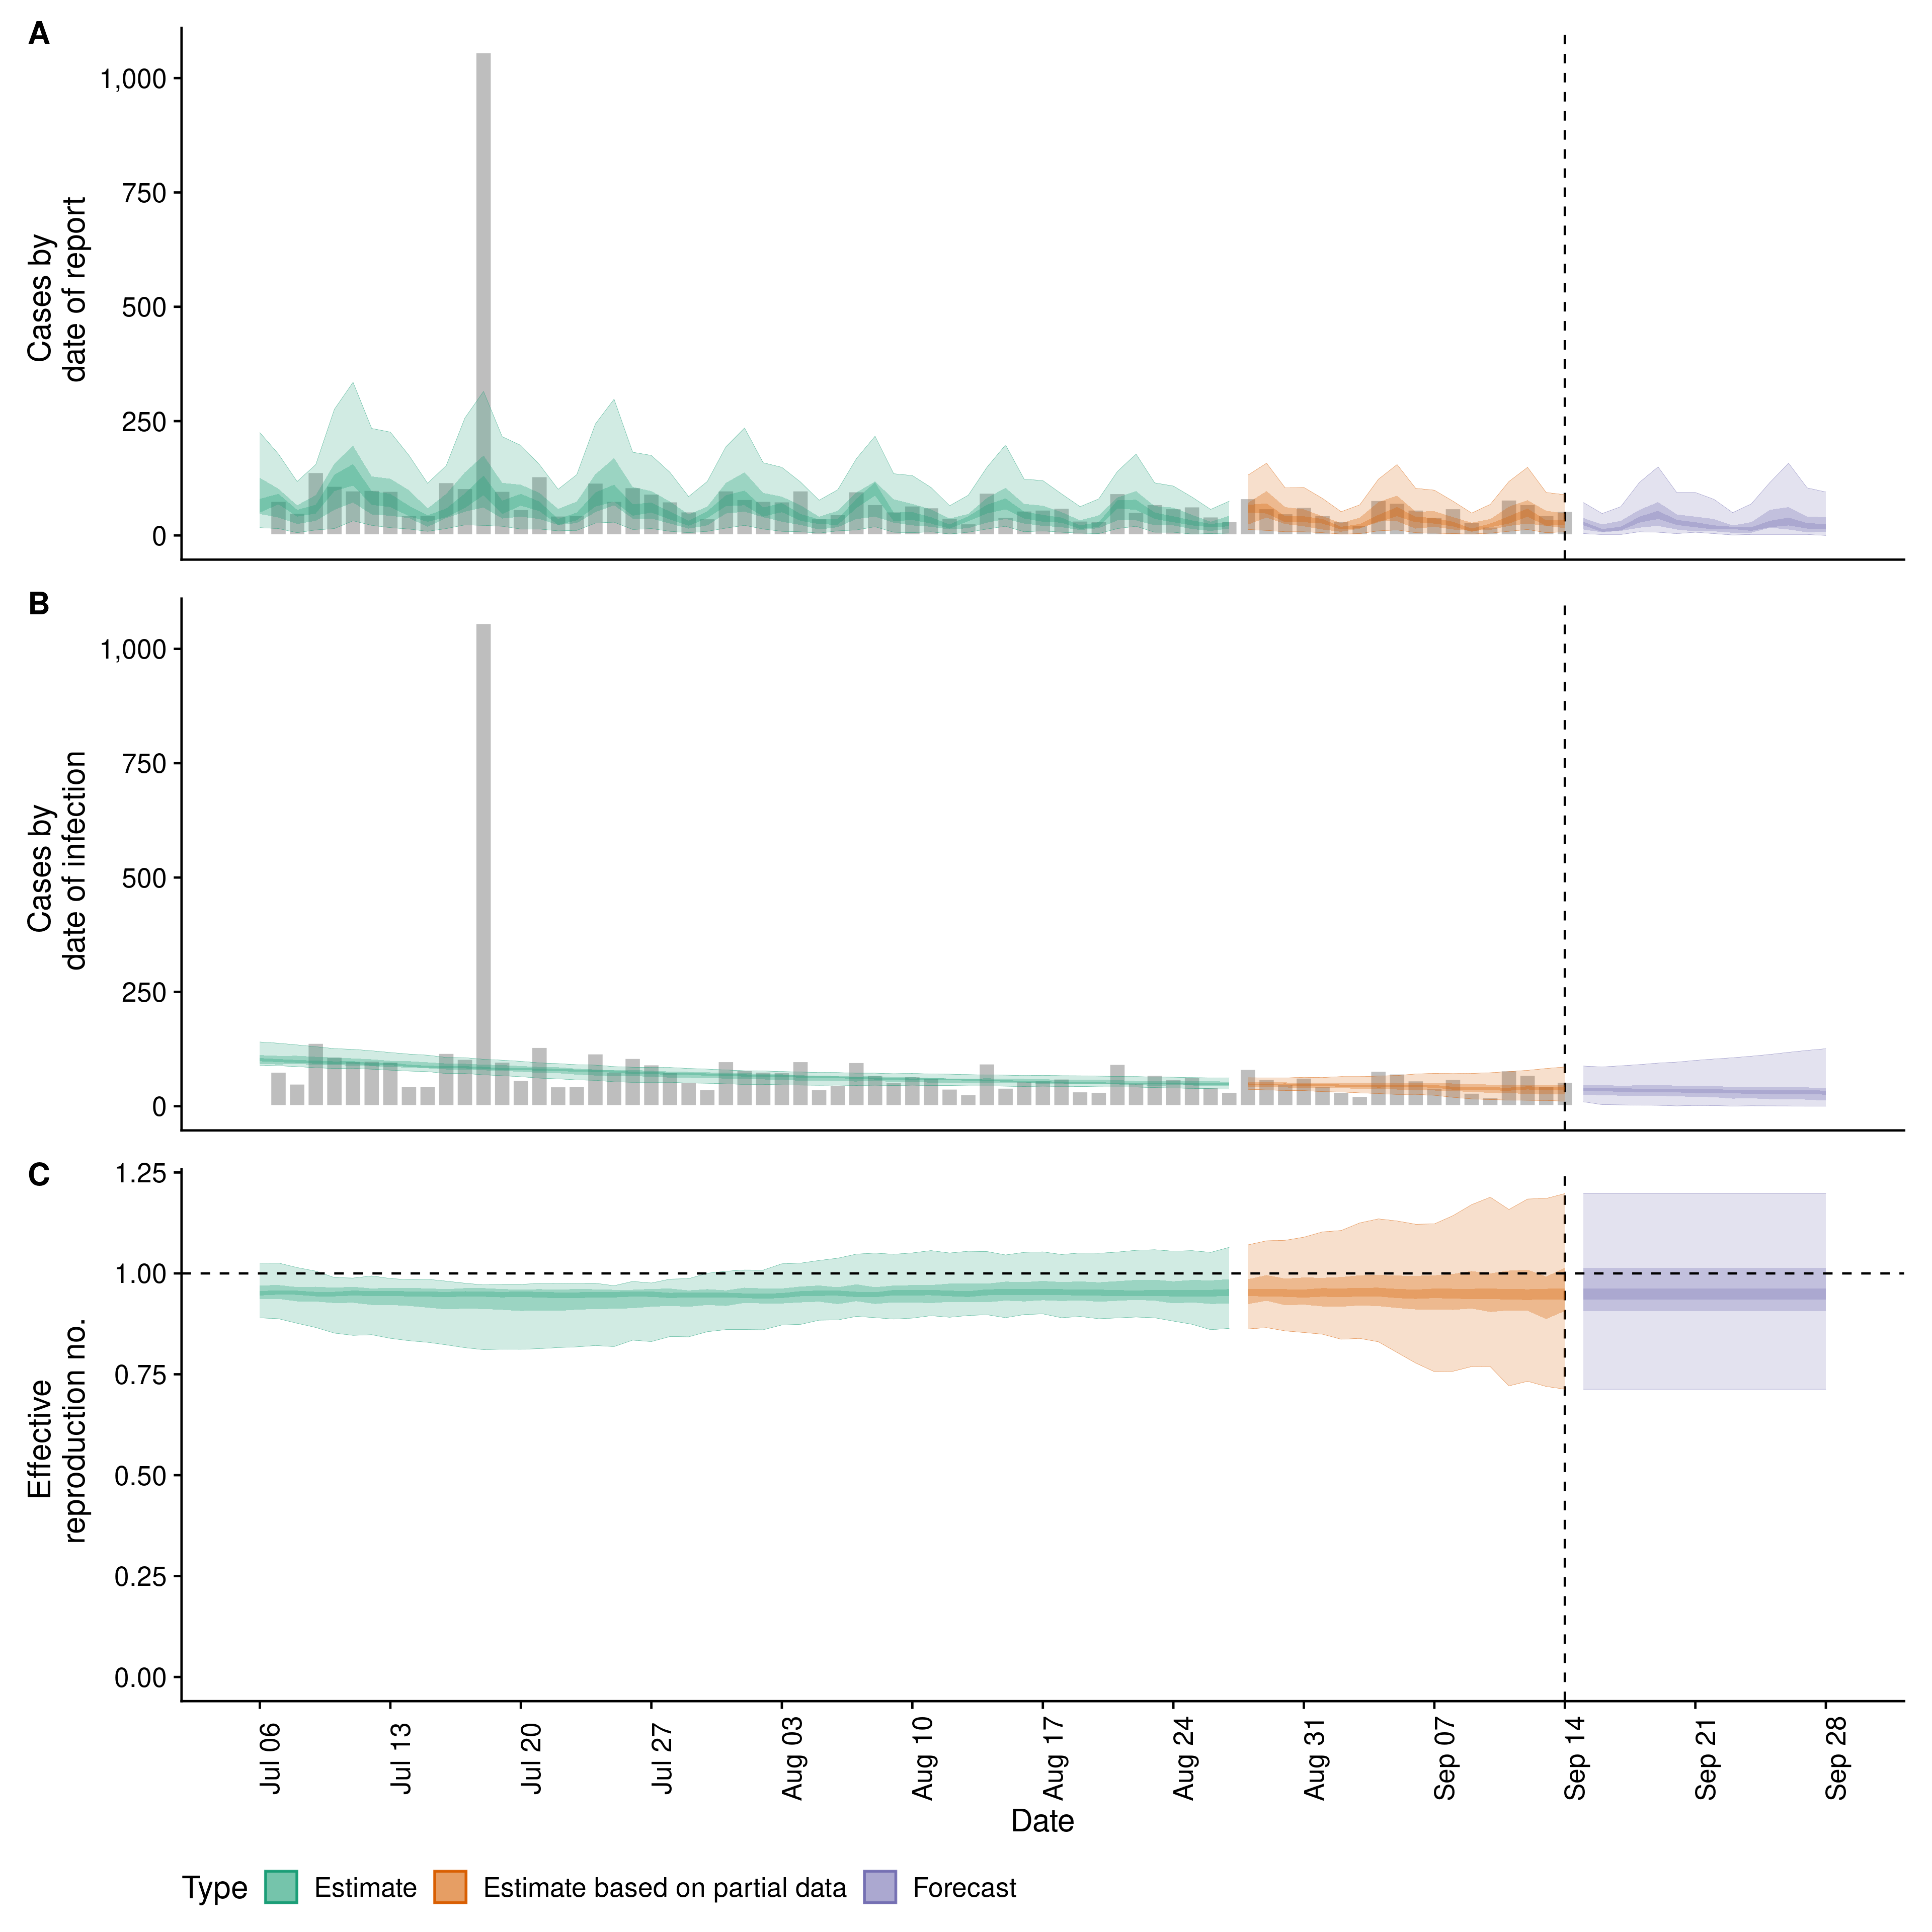 A
Cases by
date of report
1,000
750
500
250
0
B
Cases by
date of infection
1,000
750
500
250
0
C
Effective
reproduction no.
1.25
1.00
0.75
0.50
0.25
0.00
Jul 06
Jul 13
Jul 20
Jul 27
Aug 03
Aug 10
Aug 17
Aug 24
Aug 31
Sep 07
Sep 14
Sep 21
Sep 28
Date
Type Estimate Estimate based on partial data Forecast